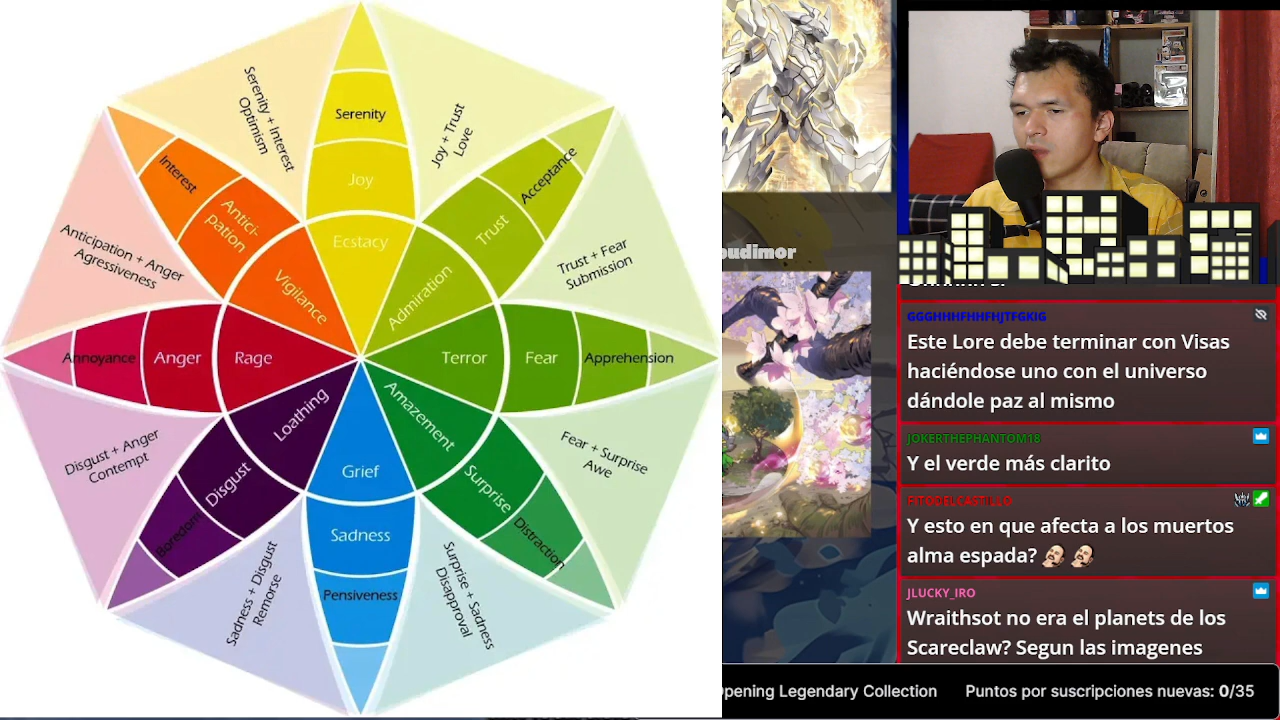 Serenity
Joy
Ecstacy
Serenity + Interest
Optimism
Joy + Trust
Love
Interest
Antici-
pation
Vigilance
Acceptance
Trust
Admiration
Anticipation + Anger
Agressiveness
Trust + Fear
Submission
Annoyance
Anger
Rage
Terror
Fear
Apprehension
Loathing
Disgust
Boredom
Amazement
Surprise
Distraction
Disgust + Anger
Contempt
Fear + Surprise
Awe
Grief
Sadness
Pensiveness
Sadness + Disgust
Remorse
Surprise + Sadness
Disapproval
oudimor
GGGHHHFHHFHJTFGKIG
Este Lore debe terminar con Visas
haciéndose uno con el universo
dándole paz al mismo
JOKERTHEPHANTOM18
Y el verde más clarito
FITODELCASTILLO
Y esto en que afecta a los muertos
alma espada?
JLUCKY_IRO
Wraithsot no era el planets de los
Scareclaw? Segun las imagenes
Opening Legendary Collection
Puntos por suscripciones nuevas: 0/35